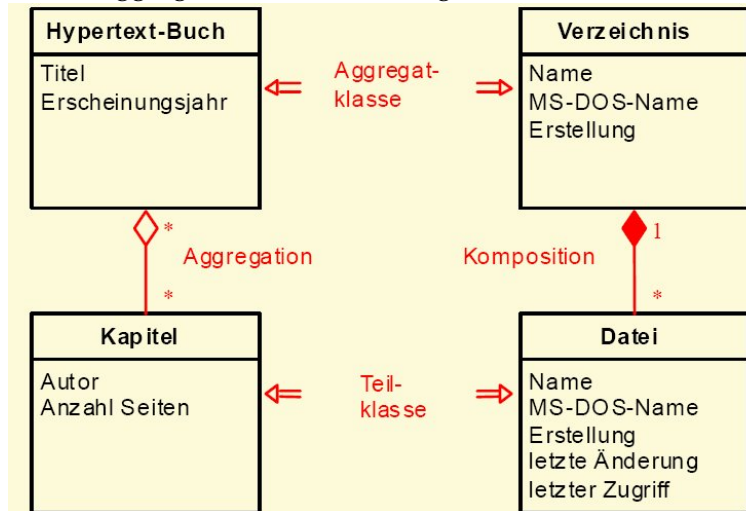 Hypertext-Buch
Titel
Erscheinungsjahr
Aggregat-
klasse
Verzeichnis
Name
MS-DOS-Name
Erstellung
*
Aggregation
*
Komposition
1
*
Kapitel
Autor
Anzahl Seiten
Teil-
klasse
Datei
Name
MS-DOS-Name
Erstellung
letzte Änderung
letzter Zugriff